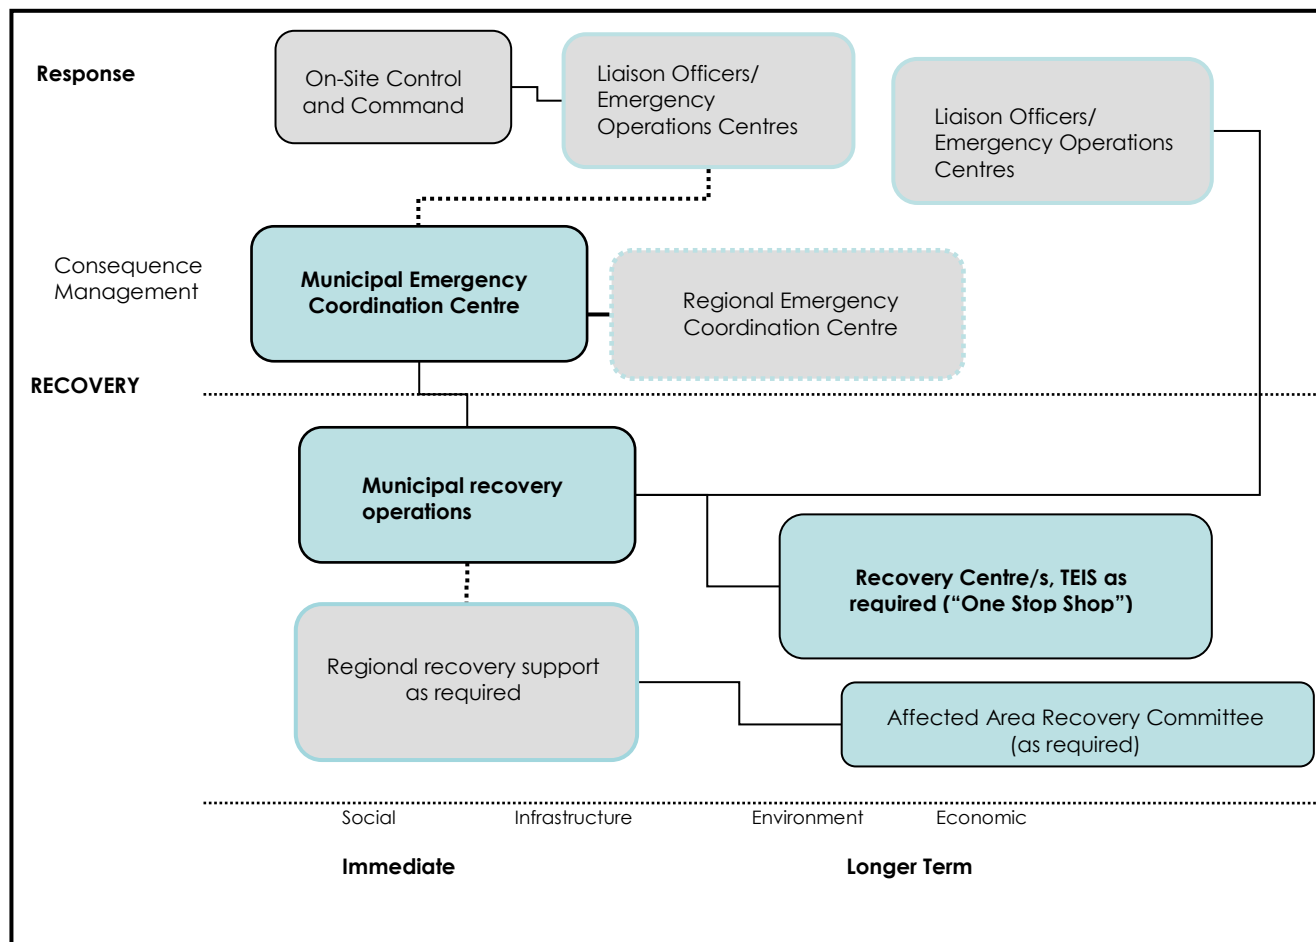 Response
On-Site Control
and Command
Liaison Officers/
Emergency
Operations Centres
Liaison Officers/
Emergency Operations
Centres
Consequence
Management
Municipal Emergency
Coordination Centre
Regional Emergency
Coordination Centre
RECOVERY
Municipal recovery
operations
Recovery Centre/s, TEIS as
required (“One Stop Shop”)
Regional recovery support
as required
Affected Area Recovery Committee
(as required)
Social
Infrastructure
Environment
Economic
Immediate
Longer Term